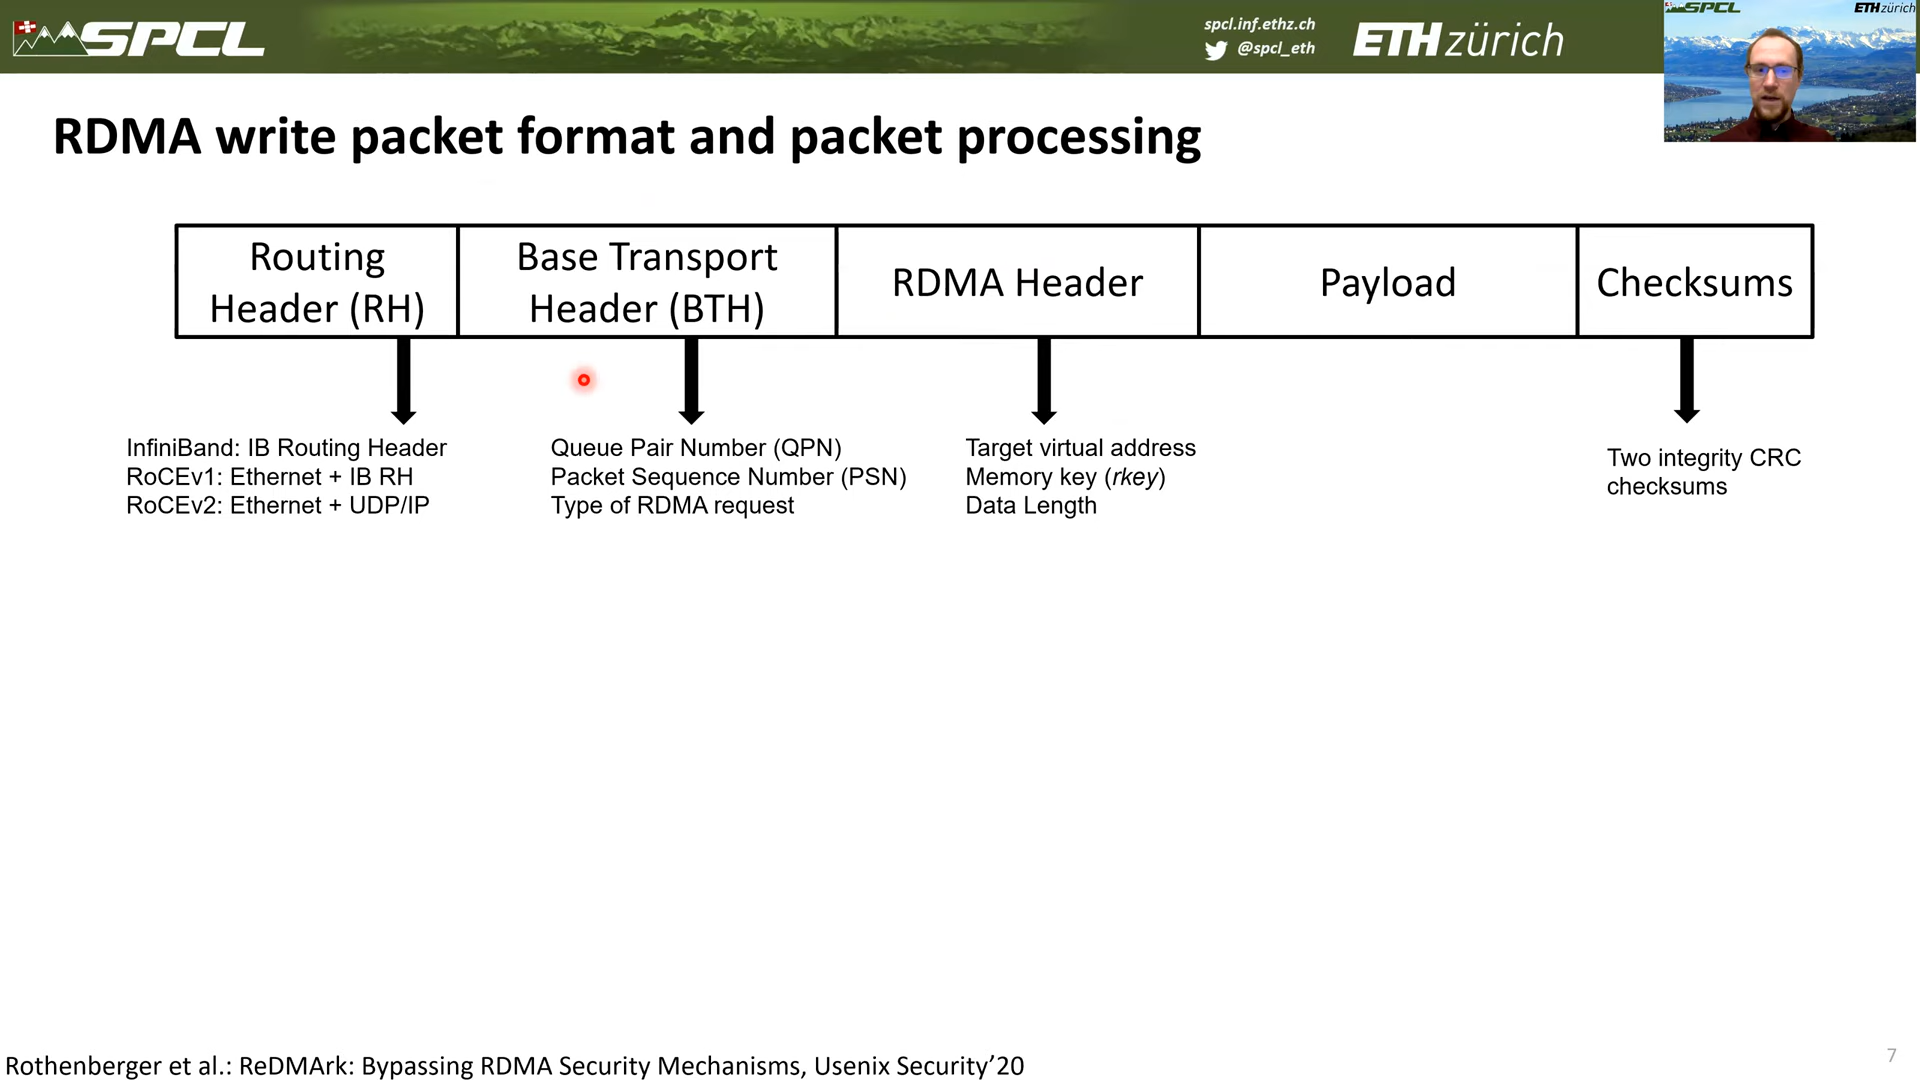 SPCL
spcl.inf.ethz.ch
@spcl_eth
ETH zürich
SPCL
ETH zürich
RDMA write packet format and packet processing
Routing
Header (RH)
Base Transport
Header (BTH)
RDMA Header
Payload
Checksums
InfiniBand: IB Routing Header
RoCEv1: Ethernet + IB RH
RoCEv2: Ethernet + UDP/IP
Queue Pair Number (QPN)
Packet Sequence Number (PSN)
Type of RDMA request
Target virtual address
Memory key (rkey)
Data Length
Two integrity CRC
checksums
Rothenberger et al.: ReDMArk: Bypassing RDMA Security Mechanisms, Usenix Security’20
7